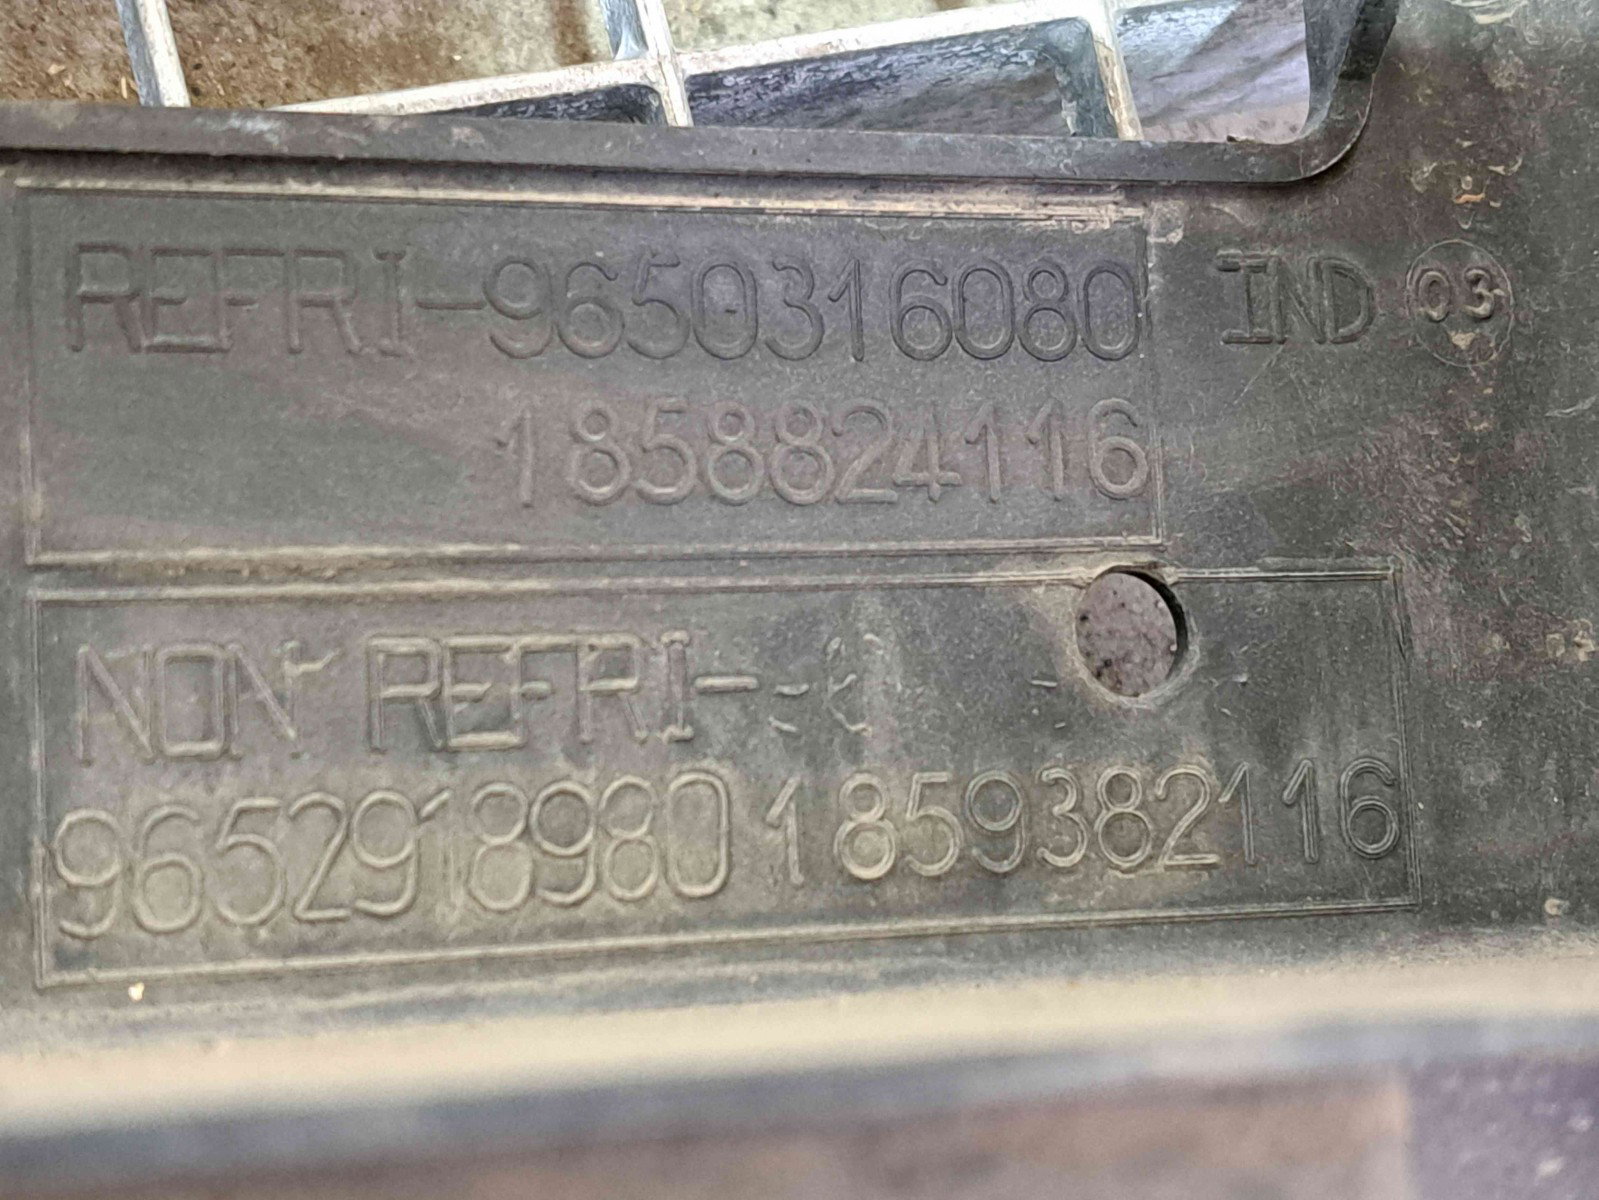 REFRI-9650316080 IND 03
1858824116
NON REFRI-
9652918980 1859382116